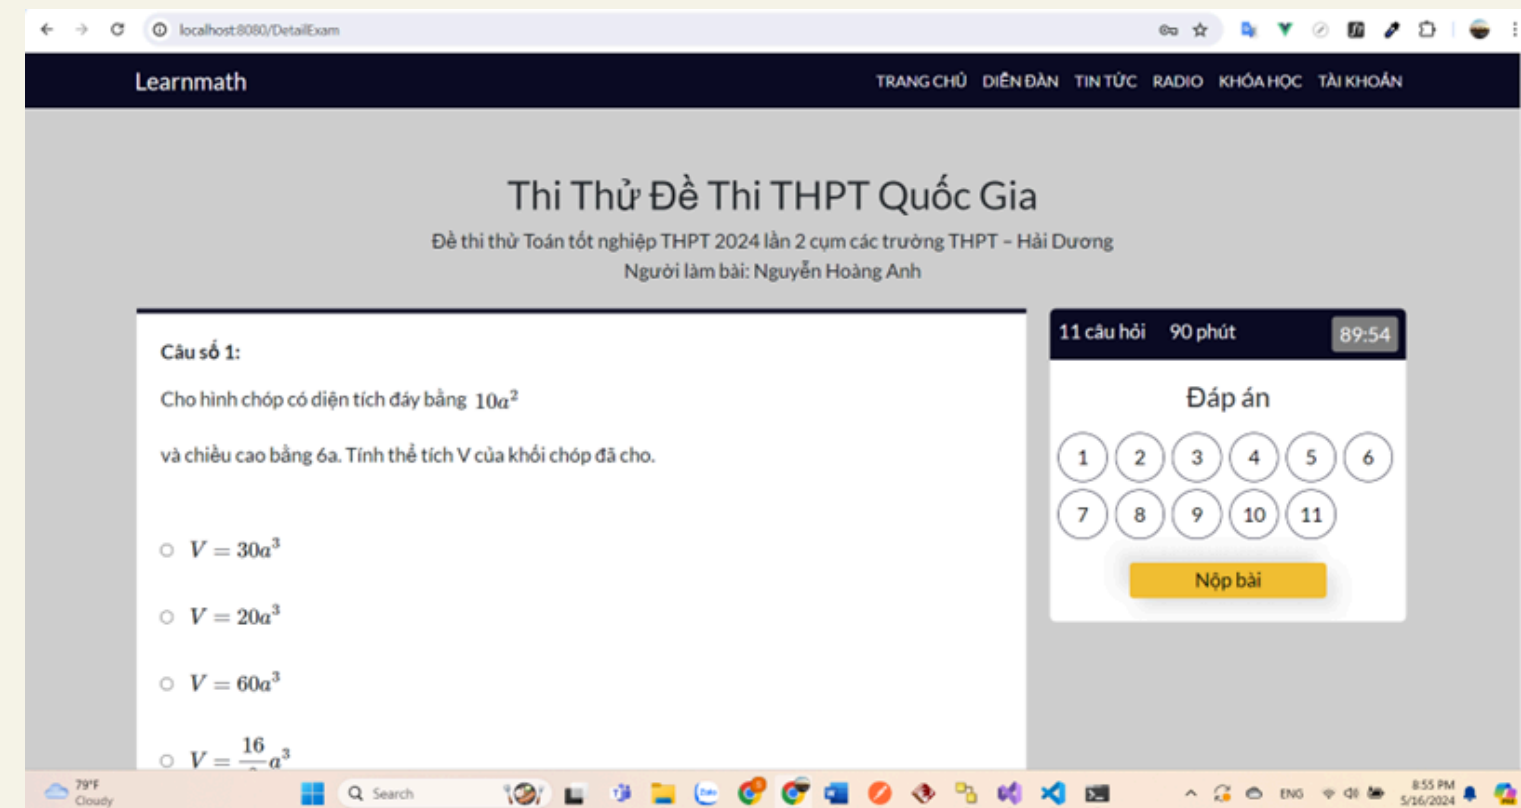 localhost:8080/DetailExam
Learnmath
TRANG CHỦ DIỄN ĐÀN TIN TỨC RADIO KHÓA HỌC TÀI KHOẢN
Thi Thử Đề Thi THPT Quốc Gia
Đề thi thử Toán tốt nghiệp THPT 2024 lần 2 cụm các trường THPT – Hải Dương
Người làm bài: Nguyễn Hoàng Anh
Câu số 1:
Cho hình chóp có diện tích đáy bằng 10a²
và chiều cao bằng 6a. Tính thể tích V của khối chóp đã cho.
V = 30a³
V = 20a³
V = 60a³
V = 16/ a³
11 câu hỏi 90 phút 89:54
Đáp án
1 2 3 4 5 6
7 8 9 10 11
Nộp bài
79°F
Cloudy
Search
Zalo
ENG
8:55 PM
5/16/2024